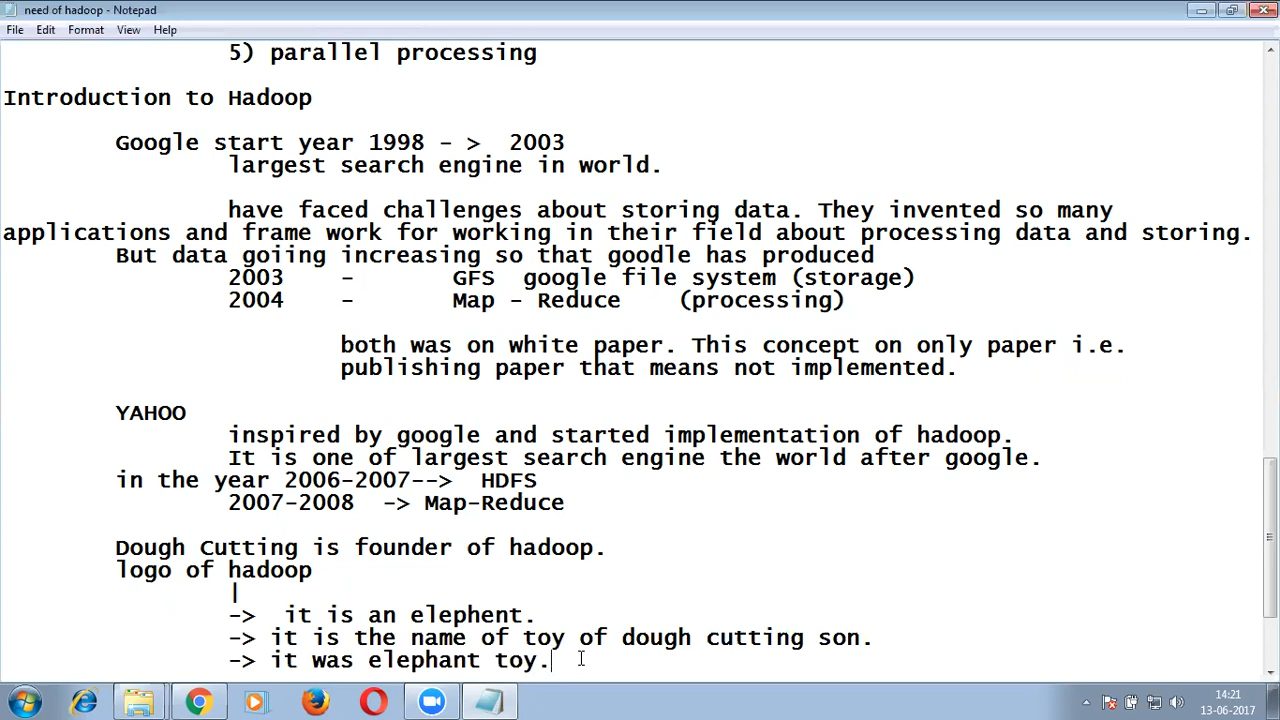 need of hadoop - Notepad
File Edit Format View Help
5) parallel processing
Introduction to Hadoop
Google start year 1998 - > 2003
largest search engine in world.
have faced challenges about storing data. They invented so many
applications and frame work for working in their field about processing data and storing.
But data goiing increasing so that goodle has produced
2003 - GFS google file system (storage)
2004 - Map - Reduce (processing)
both was on white paper. This concept on only paper i.e.
publishing paper that means not implemented.
YAHOO
inspired by google and started implementation of hadoop.
It is one of largest search engine the world after google.
in the year 2006-2007--> HDFS
2007-2008 -> Map-Reduce
Dough Cutting is founder of hadoop.
logo of hadoop
|
-> it is an elephent.
-> it is the name of toy of dough cutting son.
-> it was elephant toy.
14:21
13-06-2017